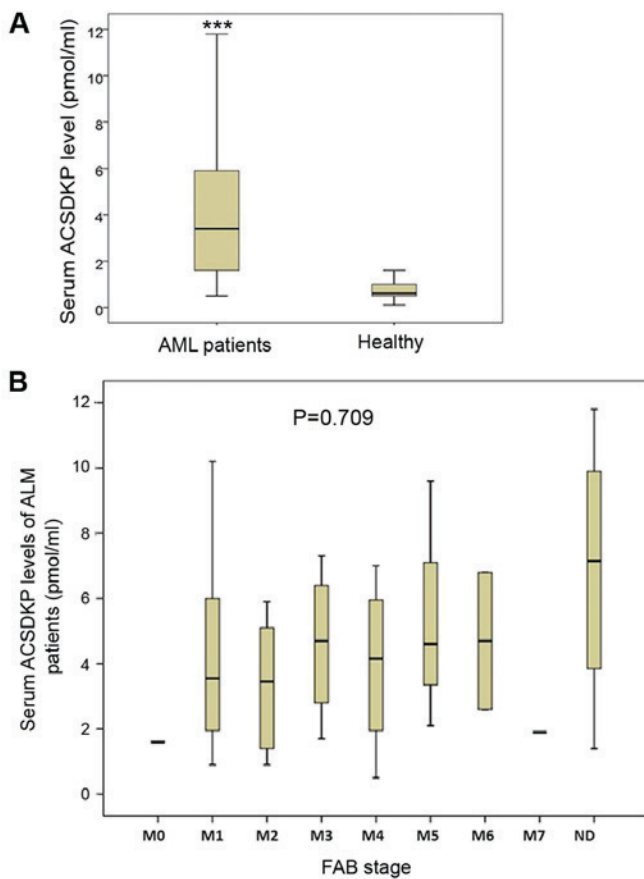 A
Serum ACSDKP level (pmol/ml)
12
10
8
6
4
2
0
***
AML patients Healthy
B
Serum ACSDKP levels of ALM
patients (pmol/ml)
12
10
8
6
4
2
0
P=0.709
M0 M1 M2 M3 M4 M5 M6 M7 ND
FAB stage